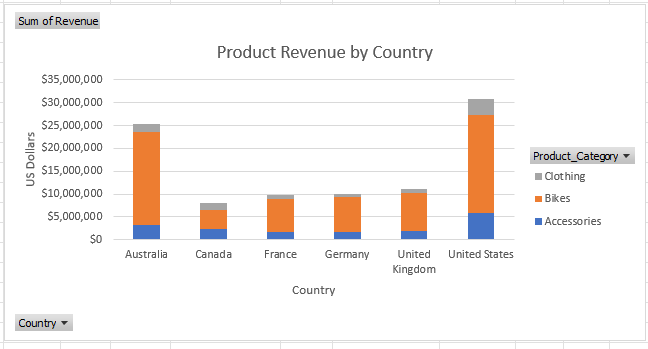 Sum of Revenue
Product Revenue by Country
$35,000,000
$30,000,000
$25,000,000
$20,000,000
$15,000,000
$10,000,000
$5,000,000
$0
US Dollars
Australia
Canada
France
Germany
United
Kingdom
United States
Country
Product_Category
Clothing
Bikes
Accessories
Country